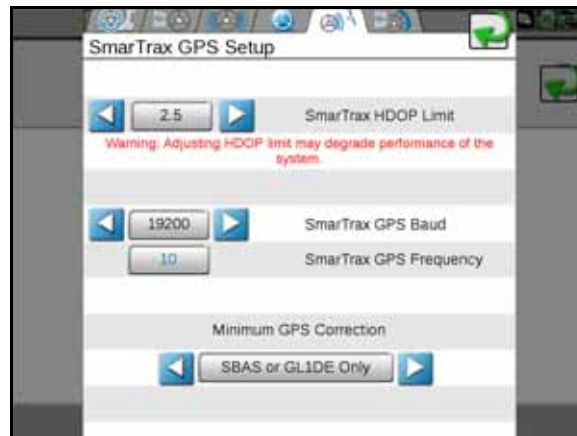 SmarTrax GPS Setup
2.5 SmarTrax HDOP Limit
Warning: Adjusting HDOP limit may degrade performance of the
system.
19200 SmarTrax GPS Baud
10 SmarTrax GPS Frequency
Minimum GPS Correction
SBAS or GL1DE Only